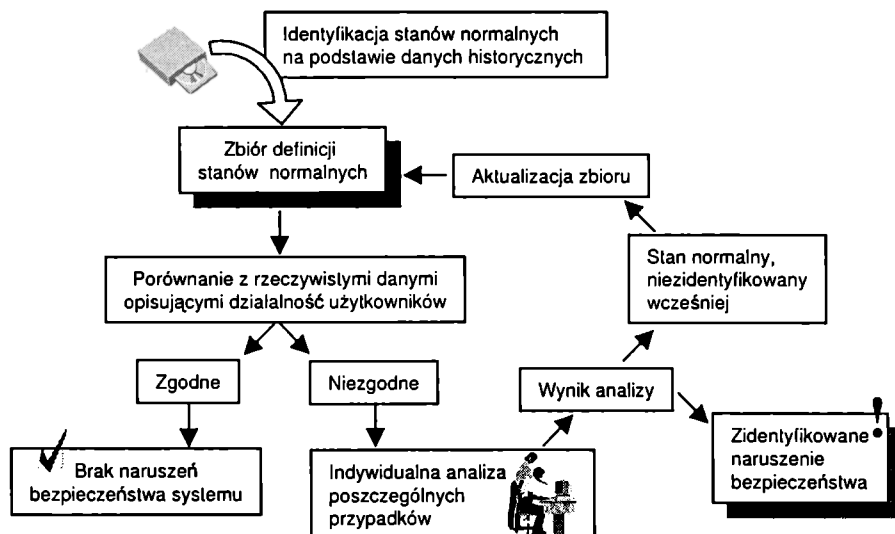 Identyfikacja stanów normalnych
na podstawie danych historycznych
Zbiór definicji
stanów normalnych
Aktualizacja zbioru
Stan normalny,
niezidentyfikowany
wcześniej
Porównanie z rzeczywistymi danymi
opisującymi działalność użytkowników
Zgodne
Niezgodne
Wynik analizy
Brak naruszeń
bezpieczeństwa systemu
Indywidualna analiza
poszczególnych
przypadków
!
Zidentyfikowane
naruszenie
bezpieczeństwa